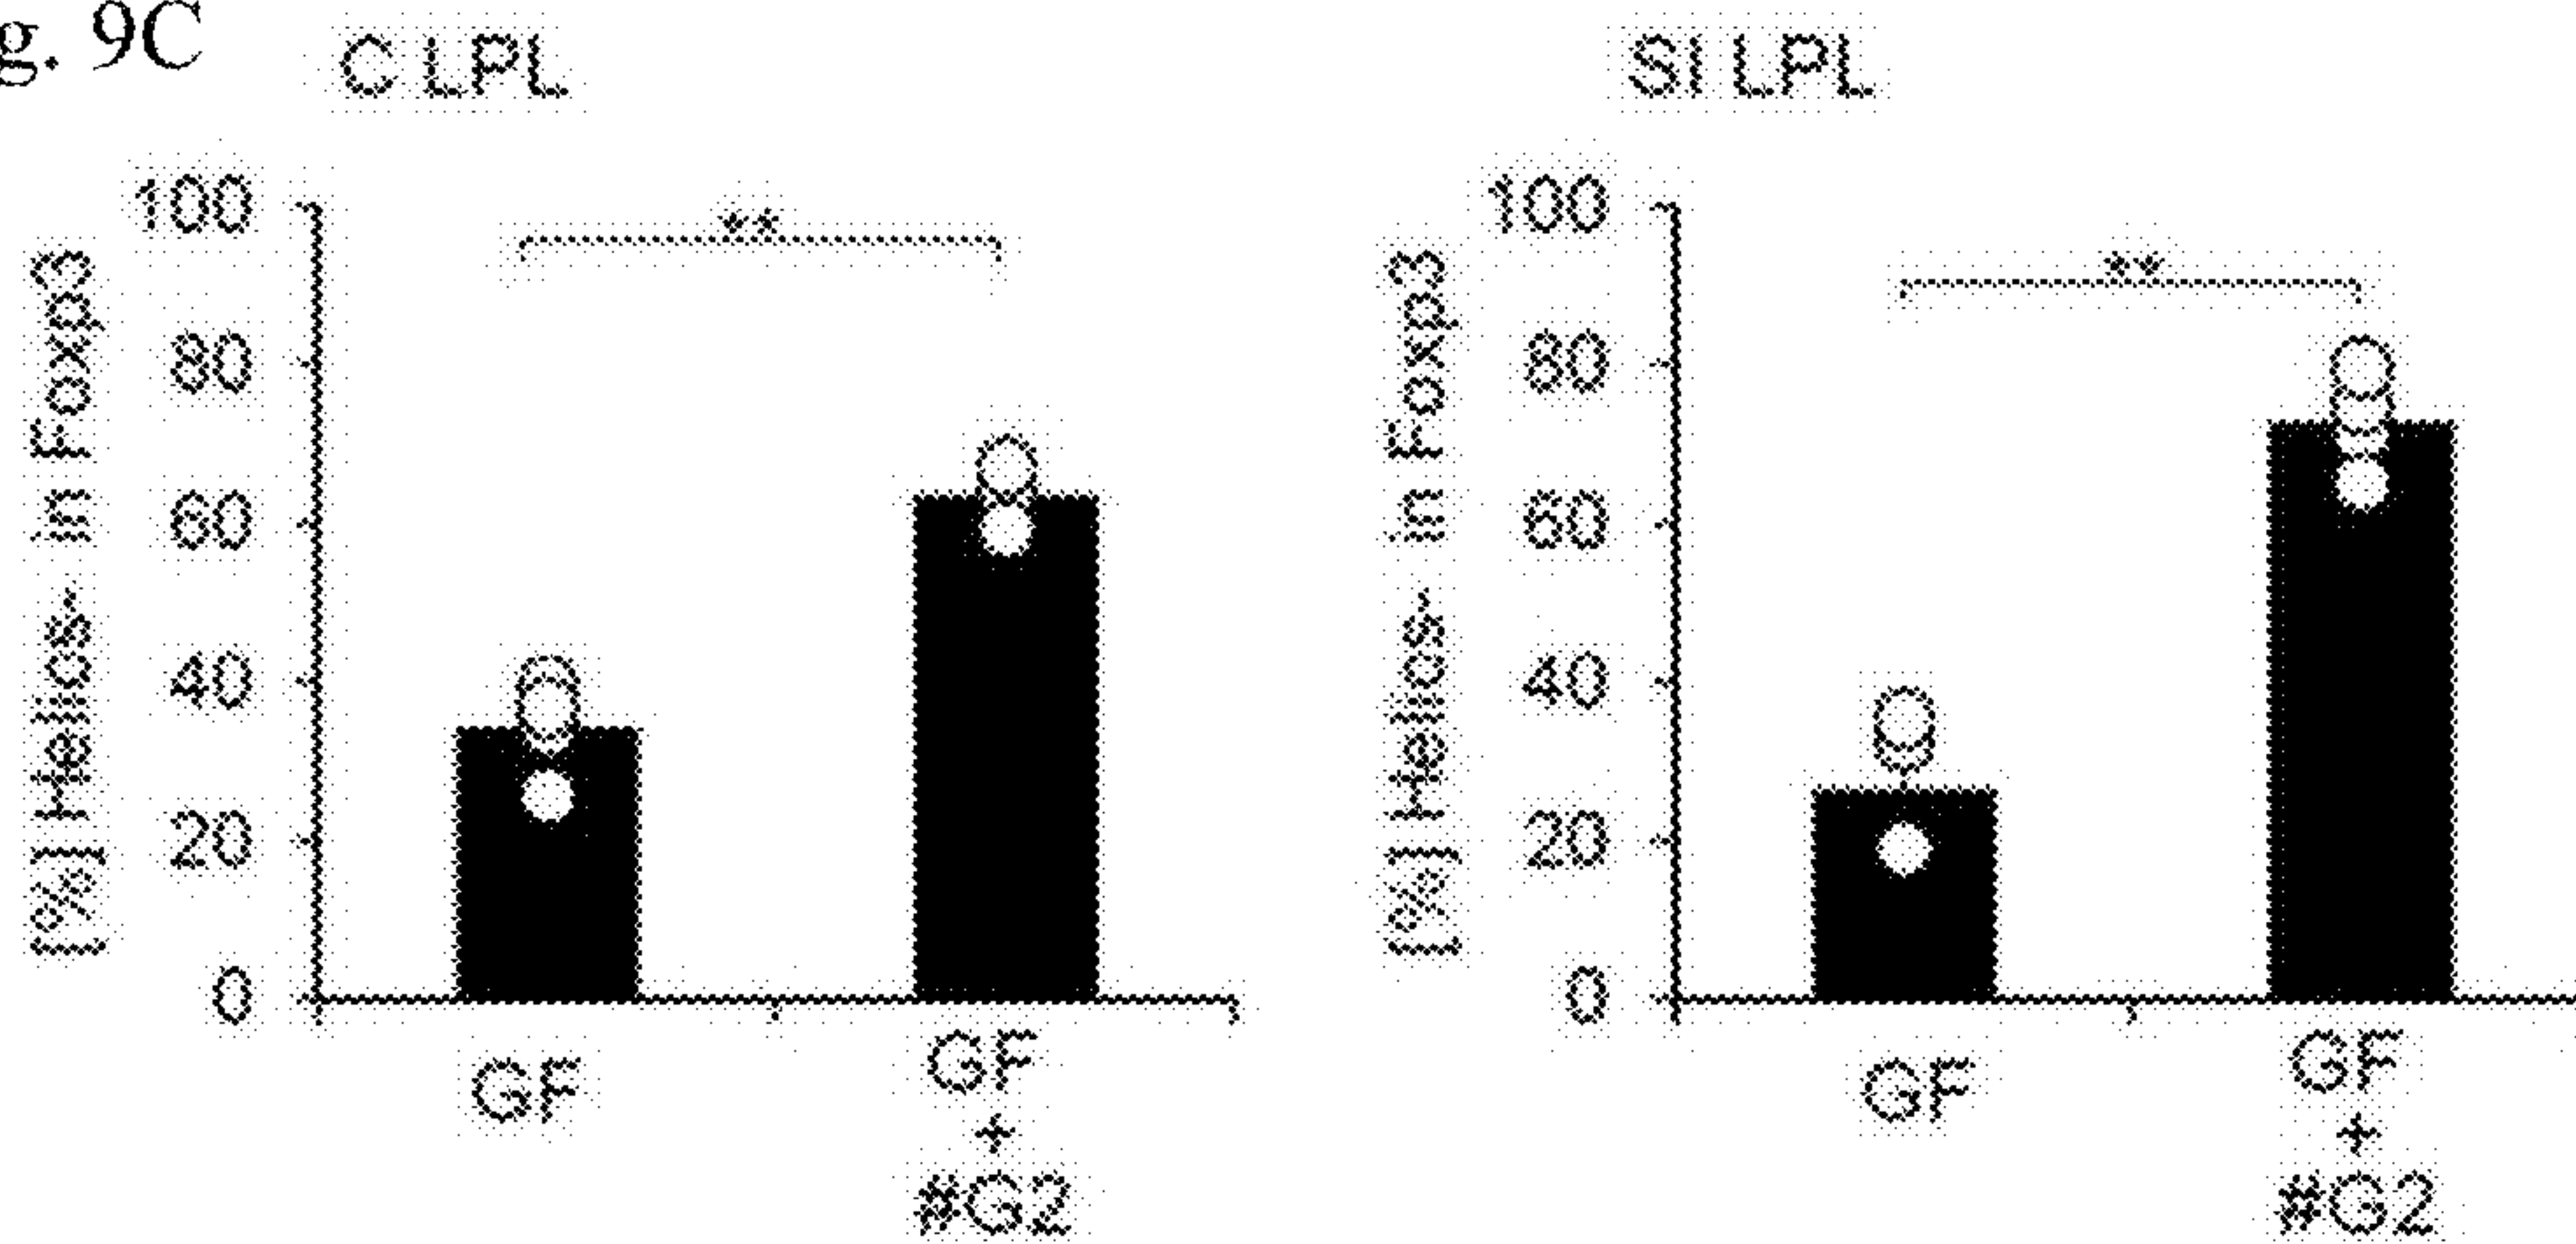 g. 9C
C LPL
[%] Helios- in Foxp3
100
80
60
40
20
0
**
GF
GF
+
#G2
SI LPL
[%] Helios- in Foxp3
100
80
60
40
20
0
**
GF
GF
+
#G2